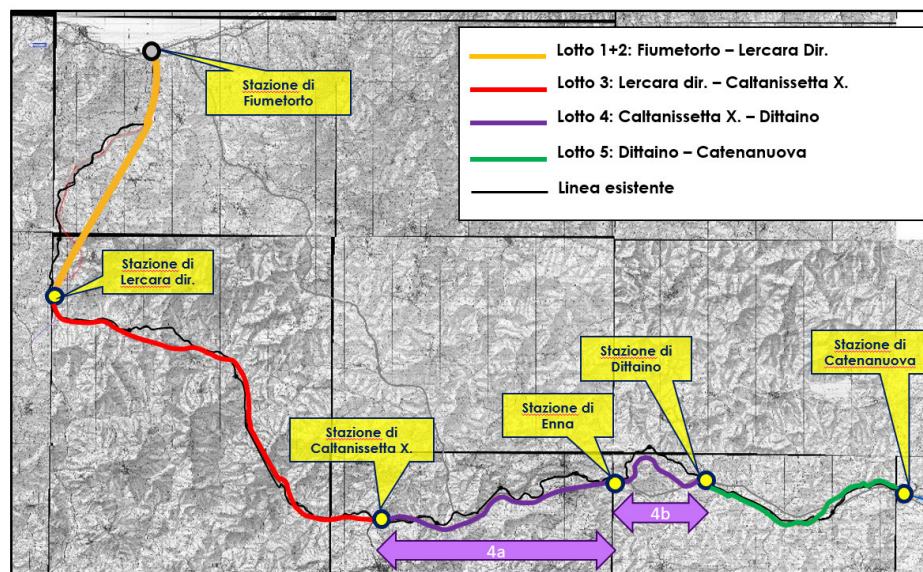 Lotto 1+2: Fiumetorto – Lercara Dir.
Lotto 3: Lercara dir. – Caltanissetta X.
Lotto 4: Caltanissetta X. – Dittaino
Lotto 5: Dittaino – Catenanuova
Linea esistente
Stazione di
Fiumetorto
Stazione di
Lercara dir.
Stazione di
Caltanissetta X.
Stazione di
Enna
Stazione di
Dittaino
Stazione di
Catenanuova
4a
4b